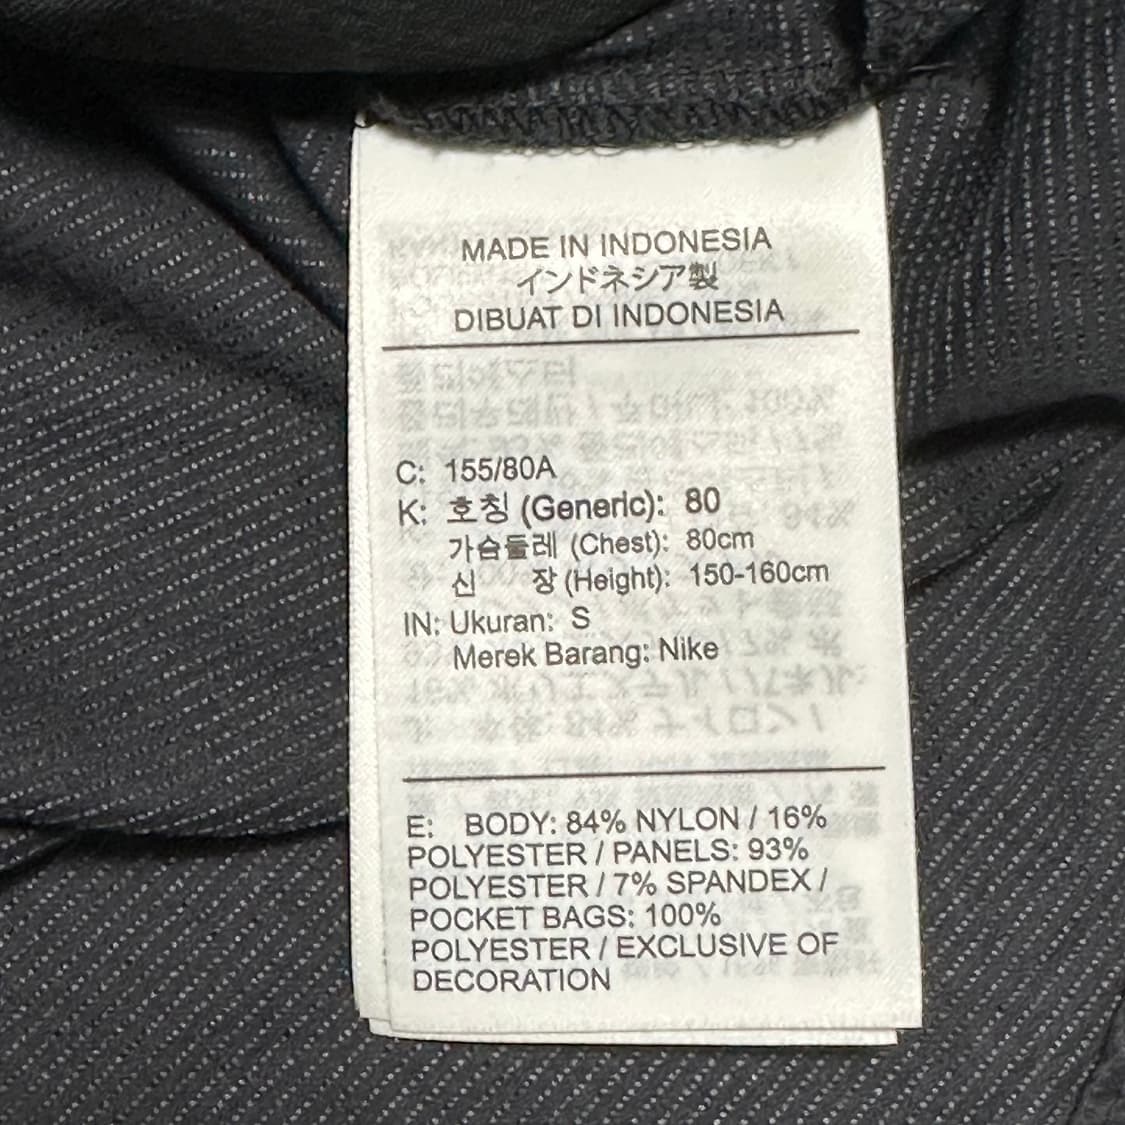 MADE IN INDONESIA
インドネシア製
DIBUAT DI INDONESIA
C: 155/80A
K: 호칭 (Generic): 80
가슴둘레 (Chest): 80cm
신 장 (Height): 150-160cm
IN: Ukuran: S
Merek Barang: Nike
E: BODY: 84% NYLON / 16%
POLYESTER / PANELS: 93%
POLYESTER / 7% SPANDEX /
POCKET BAGS: 100%
POLYESTER / EXCLUSIVE OF
DECORATION